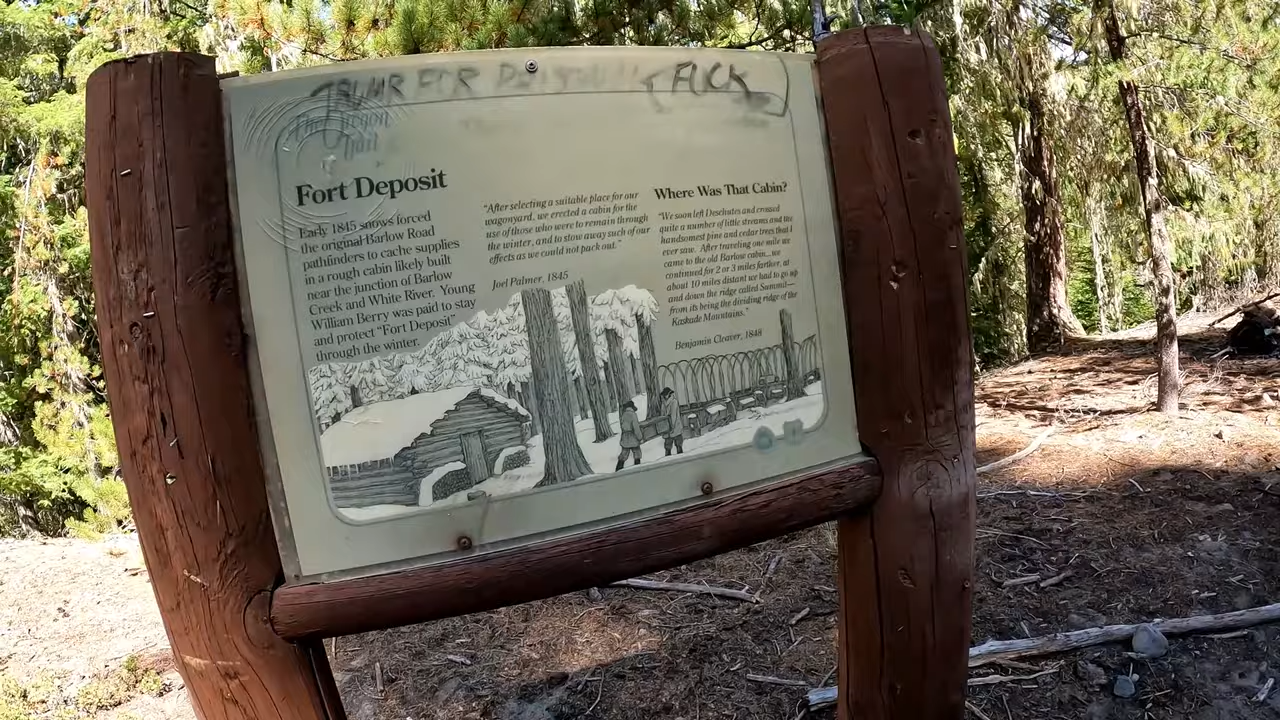 FOR
FUCK
The Oregon
Trail
Fort Deposit
Early 1845 snows forced
the original Barlow Road
pathfinders to cache supplies
in a rough cabin likely built
near the junction of Barlow
Creek and White River. Young
William Berry was paid to stay
and protect "Fort Deposit"
through the winter.
"After selecting a suitable place for our
wagonyard, we erected a cabin for the
use of those who were to remain through
the winter, and to stow away such of our
effects as we could not pack out."
Joel Palmer, 1845
Where Was That Cabin?
"We soon left Deschutes and crossed
quite a number of little streams and the
handsomest pine and cedar trees that I
ever saw. After traveling one mile we
came to the old Barlow cabin...we
continued for 2 or 3 miles farther, at
about 10 miles distant we had to go up
and down the ridge called Summit—
from its being the dividing ridge of the
Kaskade Mountains."
Benjamin Cleaver, 1848